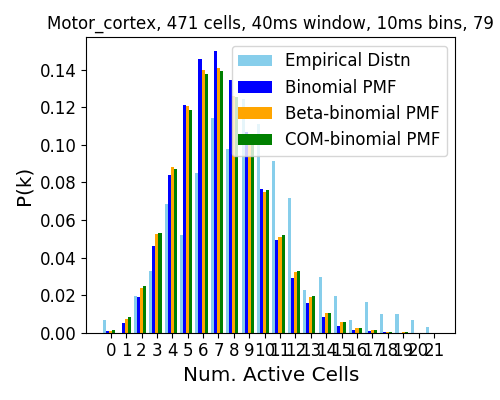 Motor_cortex, 471 cells, 40ms window, 10ms bins, 79
Empirical Distn
Binomial PMF
Beta-binomial PMF
COM-binomial PMF
P(k)
0.14
0.12
0.10
0.08
0.06
0.04
0.02
0.00
0 1 2 3 4 5 6 7 8 9 10 11 12 13 14 15 16 17 18 19 20 21
Num. Active Cells